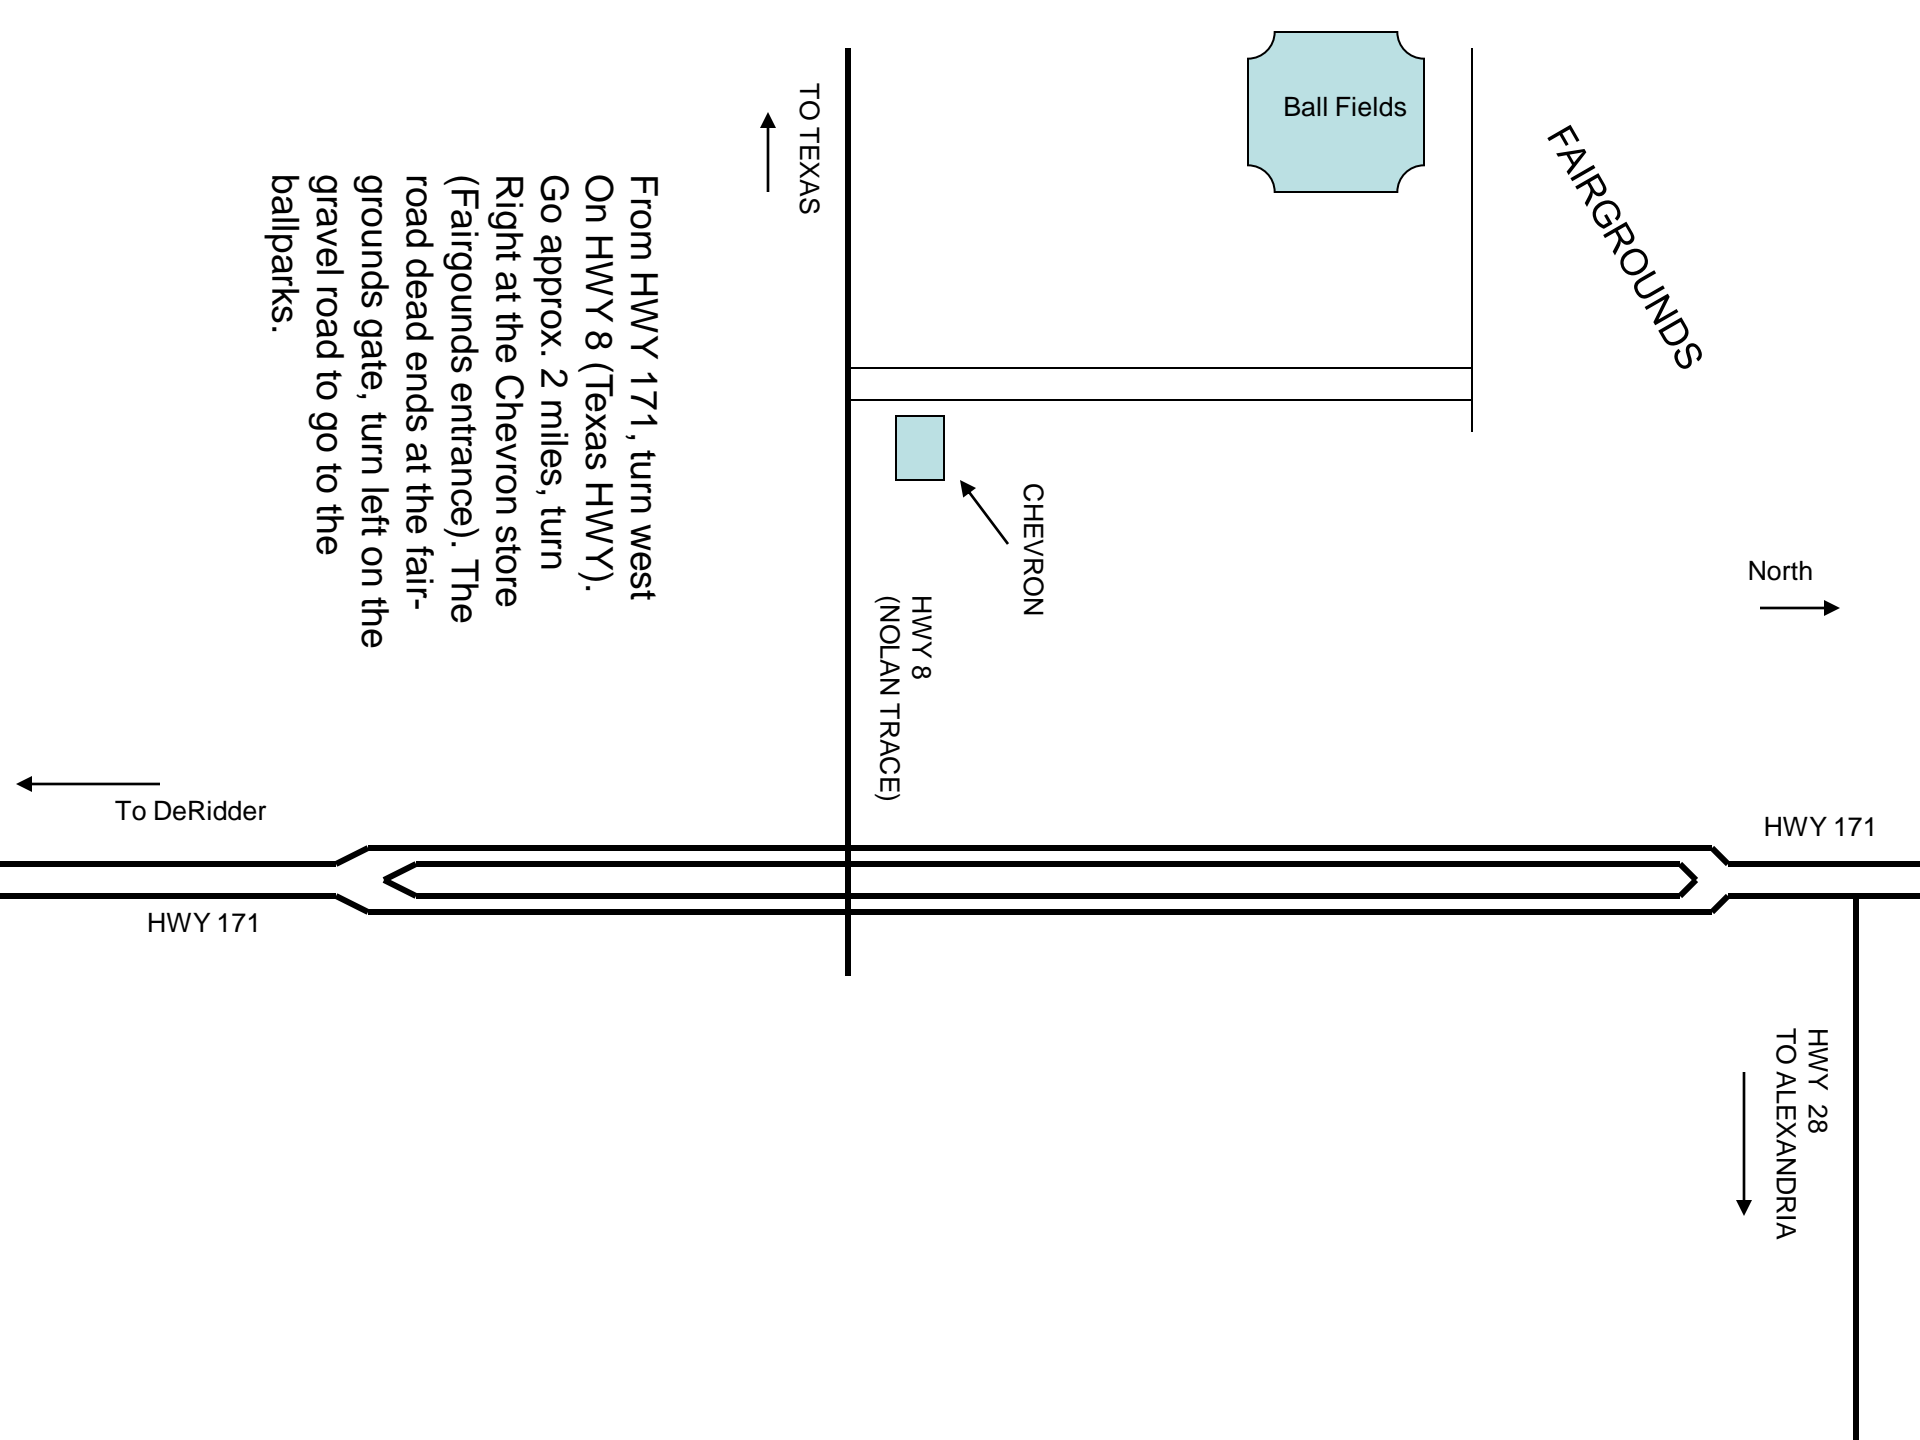 Ball Fields
FAIRGROUNDS
TO TEXAS
From HWY 171, turn west
On HWY 8 (Texas HWY).
Go approx. 2 miles, turn
Right at the Chevron store
(Fairgounds entrance). The
road dead ends at the fair-
grounds gate, turn left on the
gravel road to go to the
ballparks.
CHEVRON
North
HWY 8
(NOLAN TRACE)
To DeRidder
HWY 171
HWY 171
HWY 28
TO ALEXANDRIA